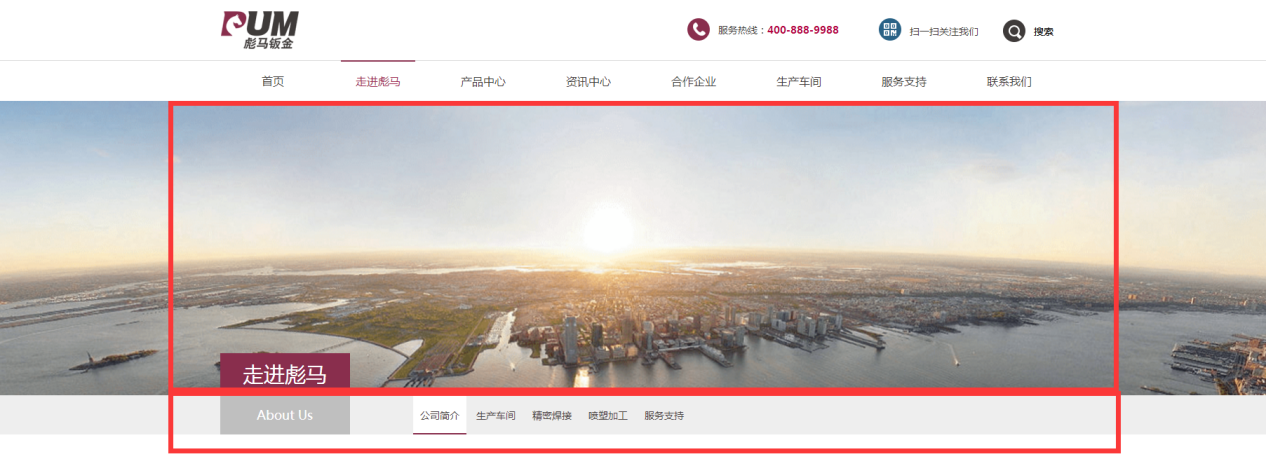 PUM
彪马钣金
服务热线：400-888-9988
扫一扫关注我们
搜索
首页 走进彪马 产品中心 资讯中心 合作企业 生产车间 服务支持 联系我们
走进彪马
About Us
公司简介 生产车间 精密焊接 喷塑加工 服务支持